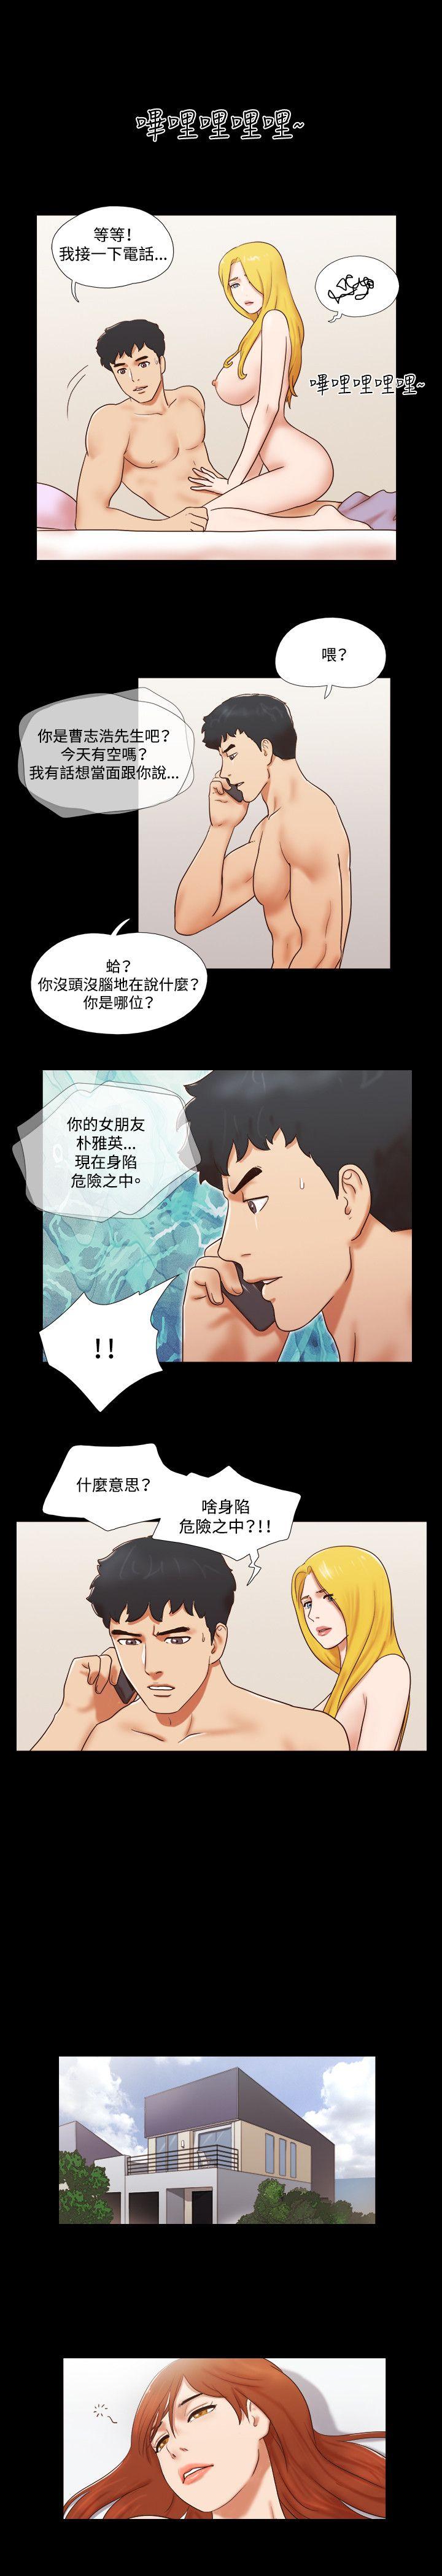 嗶哩哩哩哩~
等等！
我接一下電話...
嗶哩哩哩哩~
喂？
你是曹志浩先生吧？
今天有空嗎？
我有話想當面跟你說...
蛤？
你沒頭沒腦地在說什麼？
你是哪位？
你的女朋友
朴雅英...
現在身陷
危險之中。
！！
什麼意思？
啥身陷
危險之中？！！